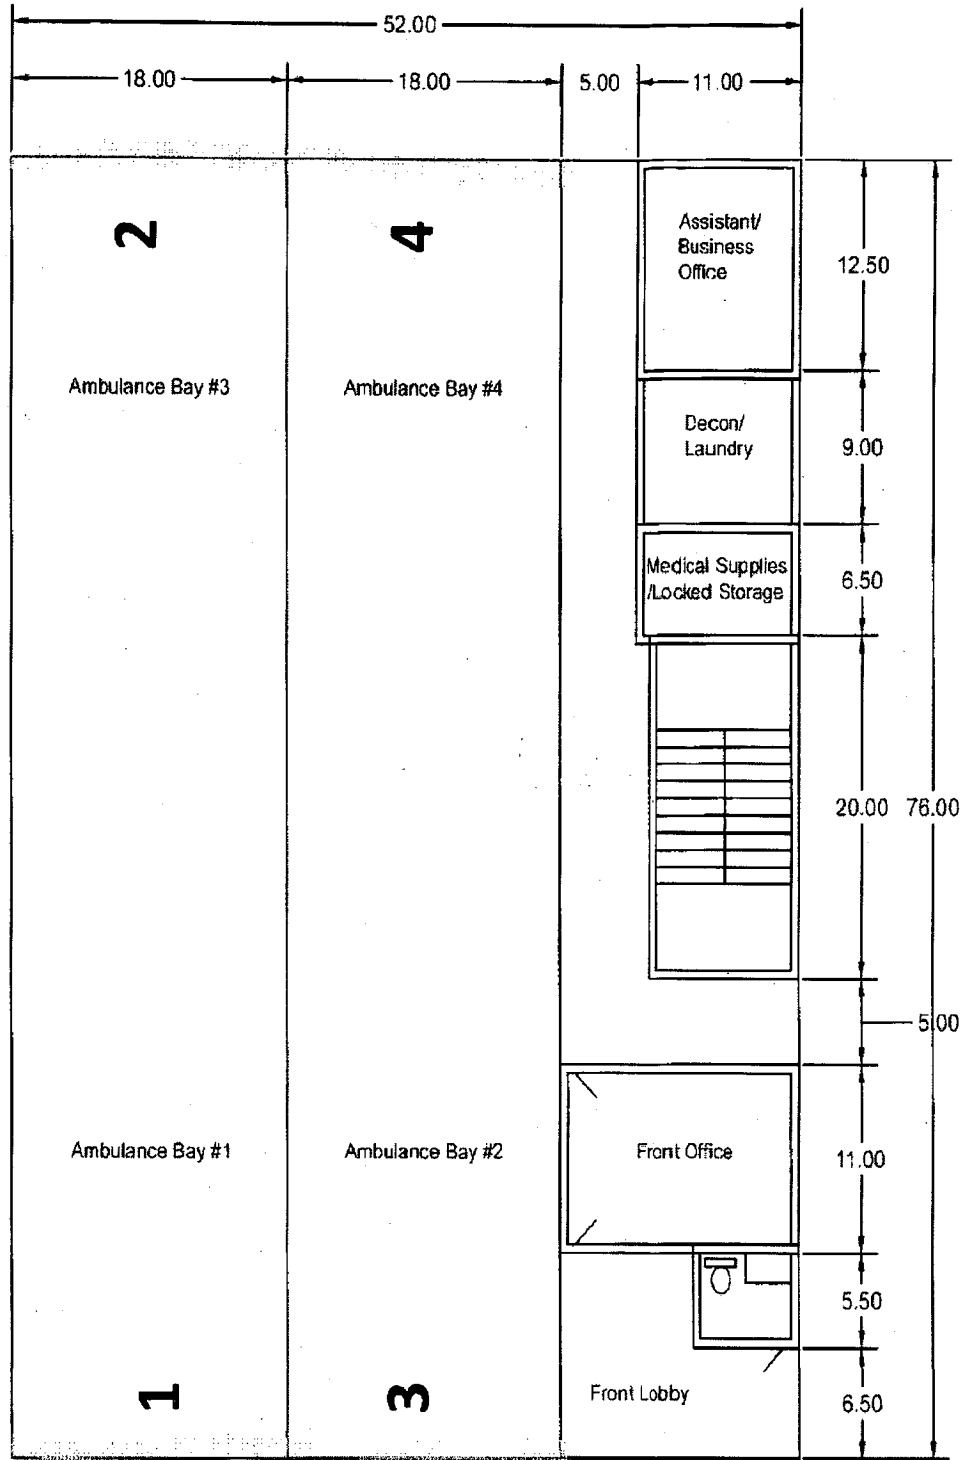 52.00
18.00
18.00
5.00
11.00
2
4
Assistant/
Business
Office
12.50
Ambulance Bay #3
Ambulance Bay #4
Decon/
Laundry
9.00
Medical Supplies
/Locked Storage
6.50
20.00
76.00
5.00
Ambulance Bay #1
Ambulance Bay #2
Front Office
11.00
5.50
1
3
Front Lobby
6.50